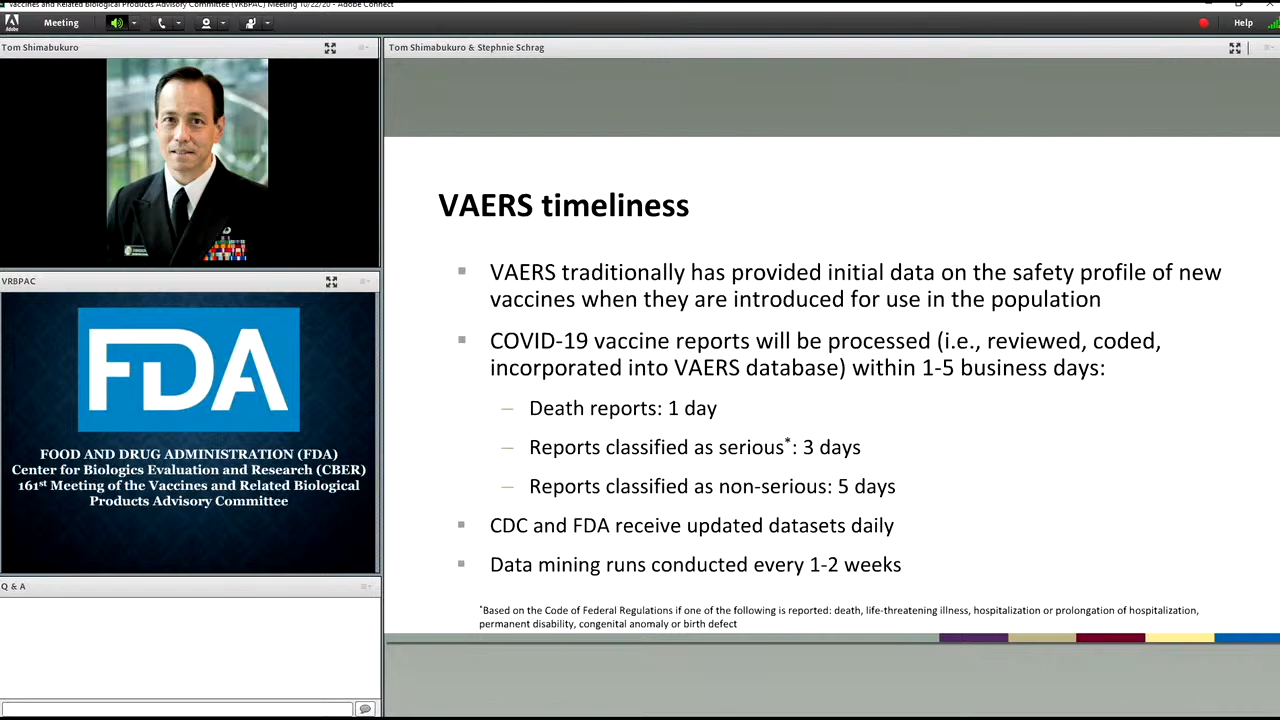 Vaccines and Related Biological Products Advisory Committee (VRBPAC) Meeting 10/22/20 - Adobe Connect
Adobe
Meeting
Help
Tom Shimabukuro
Tom Shimabukuro & Stephnie Schrag
VRBPAC
FDA
FOOD AND DRUG ADMINISTRATION (FDA)
Center for Biologics Evaluation and Research (CBER)
161st Meeting of the Vaccines and Related Biological
Products Advisory Committee
Q & A
VAERS timeliness
VAERS traditionally has provided initial data on the safety profile of new
vaccines when they are introduced for use in the population
COVID-19 vaccine reports will be processed (i.e., reviewed, coded,
incorporated into VAERS database) within 1-5 business days:
– Death reports: 1 day
– Reports classified as serious*: 3 days
– Reports classified as non-serious: 5 days
CDC and FDA receive updated datasets daily
Data mining runs conducted every 1-2 weeks
*Based on the Code of Federal Regulations if one of the following is reported: death, life-threatening illness, hospitalization or prolongation of hospitalization,
permanent disability, congenital anomaly or birth defect